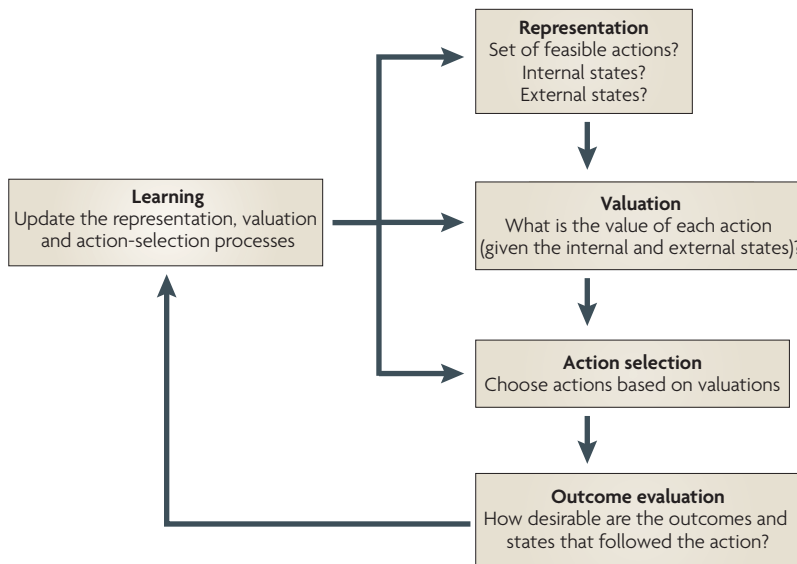 Representation
Set of feasible actions?
Internal states?
External states?
Learning
Update the representation, valuation
and action-selection processes
Valuation
What is the value of each action
(given the internal and external states)?
Action selection
Choose actions based on valuations
Outcome evaluation
How desirable are the outcomes and
states that followed the action?